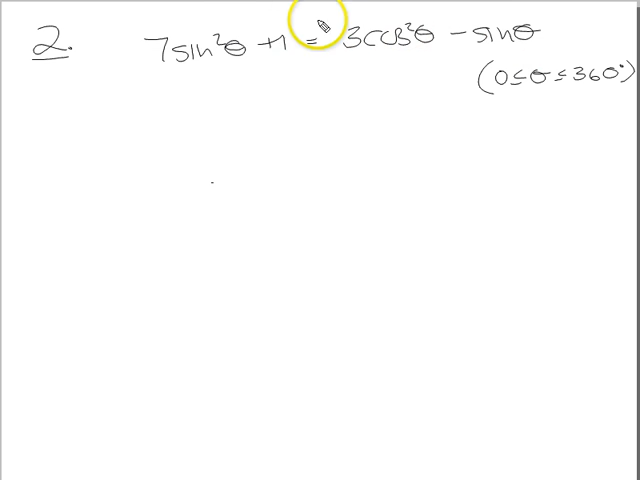 2. 7sin²θ +1 = 3cos²θ - sinθ
(0≤θ≤360°)